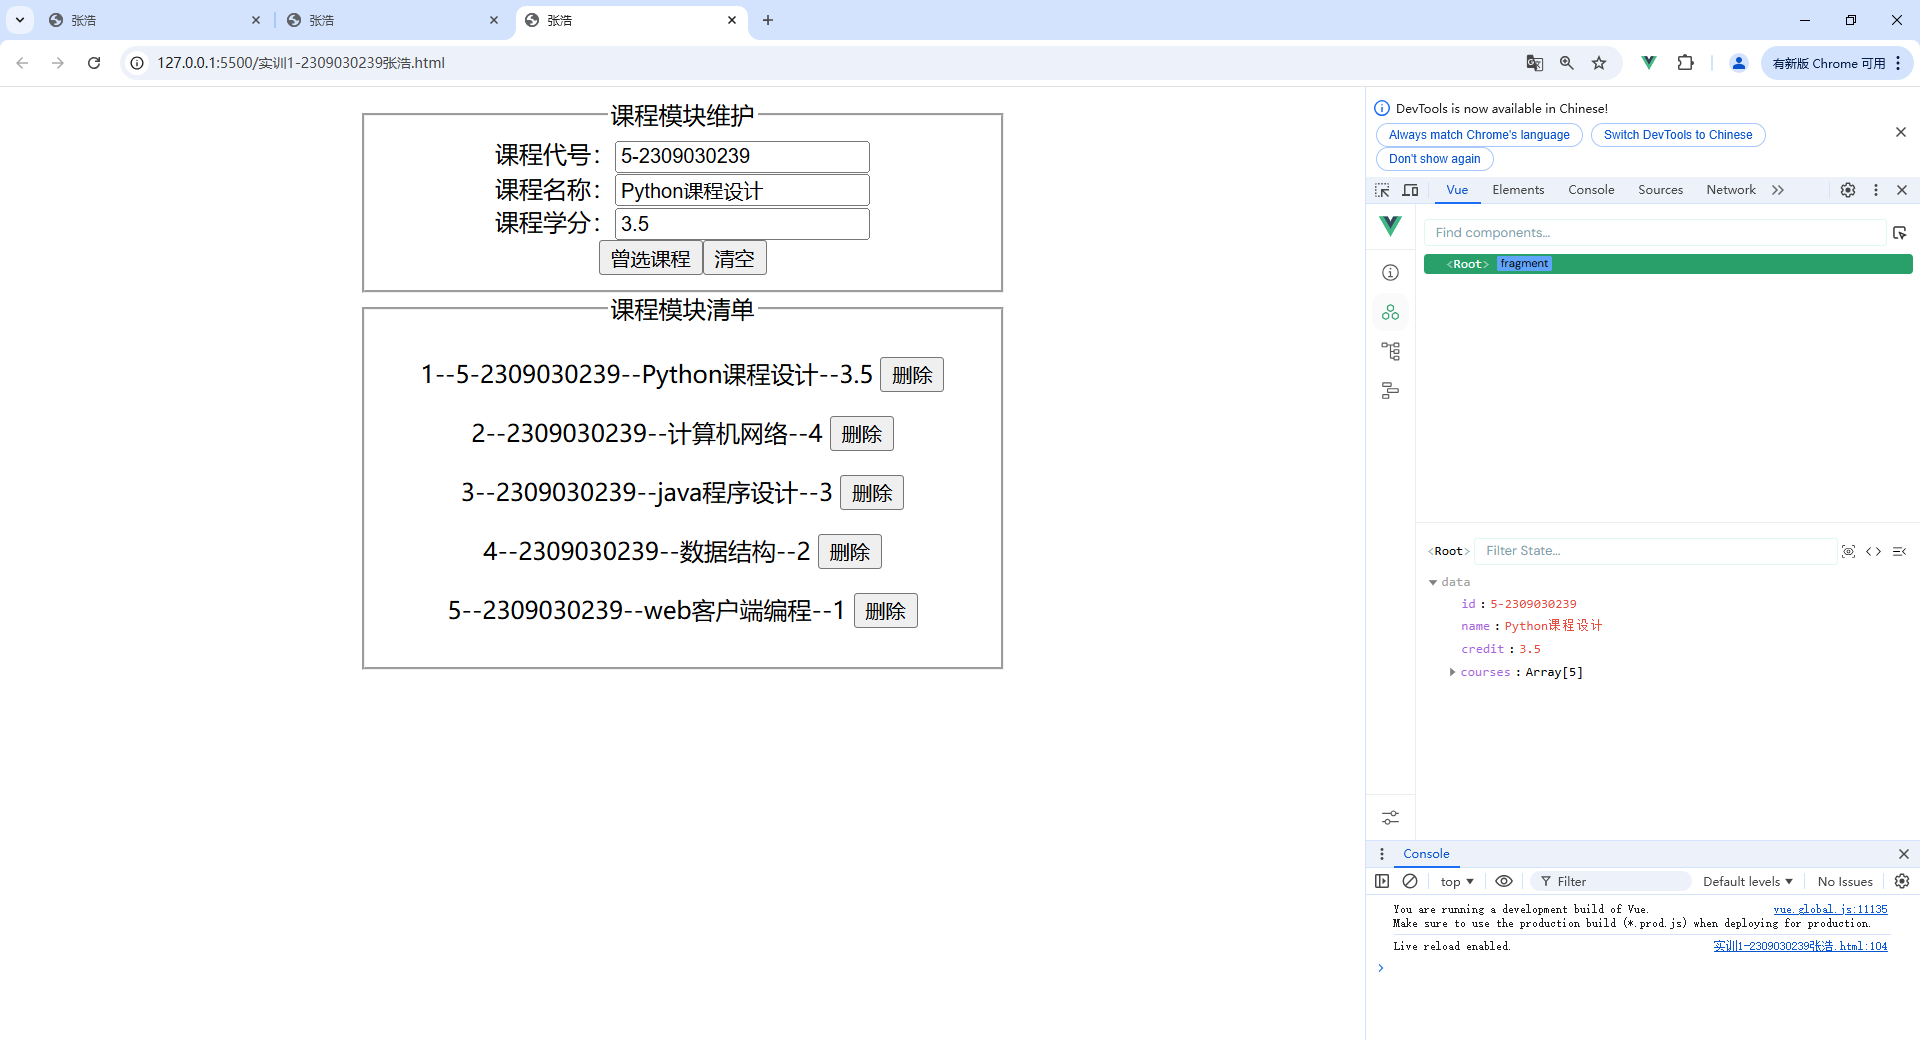 张浩
张浩
张浩
127.0.0.1:5500/实训1-2309030239张浩.html
有新版 Chrome 可用
课程模块维护
课程代号： 5-2309030239
课程名称： Python课程设计
课程学分： 3.5
曾选课程 清空
课程模块清单
1--5-2309030239--Python课程设计--3.5 删除
2--2309030239--计算机网络--4 删除
3--2309030239--java程序设计--3 删除
4--2309030239--数据结构--2 删除
5--2309030239--web客户端编程--1 删除
DevTools is now available in Chinese!
Always match Chrome's language Switch DevTools to Chinese
Don't show again
Vue Elements Console Sources Network
Find components...
<Root> fragment
<Root> Filter State...
data
id : 5-2309030239
name : Python课程设计
credit : 3.5
courses : Array[5]
Console
top Filter Default levels No Issues
You are running a development build of Vue. vue.global.js:11135
Make sure to use the production build (*.prod.js) when deploying for production.
Live reload enabled. 实训1-2309030239张浩.html:104